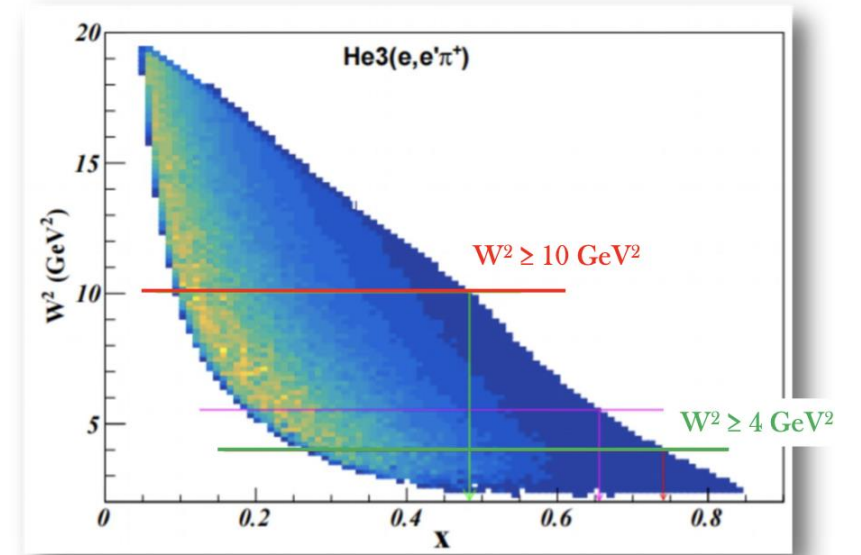 He3(e,e'π⁺)
W² (GeV²)
20
15
10
5
W² ≥ 10 GeV²
W² ≥ 4 GeV²
0 0.2 0.4 0.6 0.8
x